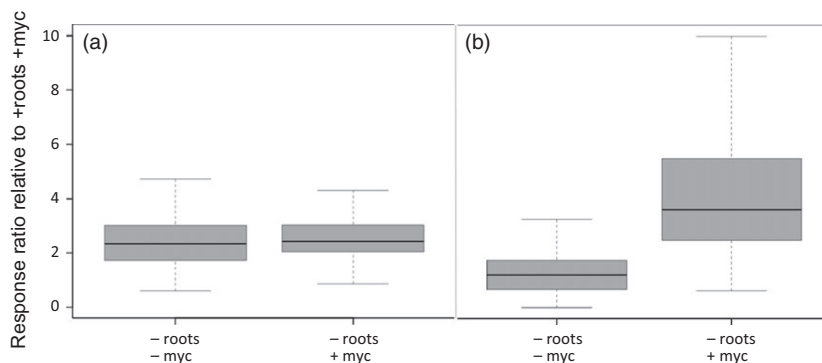 Response ratio relative to +roots +myc
10
8
6
4
2
0
(a)
(b)
– roots
– myc
– roots
+ myc
– roots
– myc
– roots
+ myc